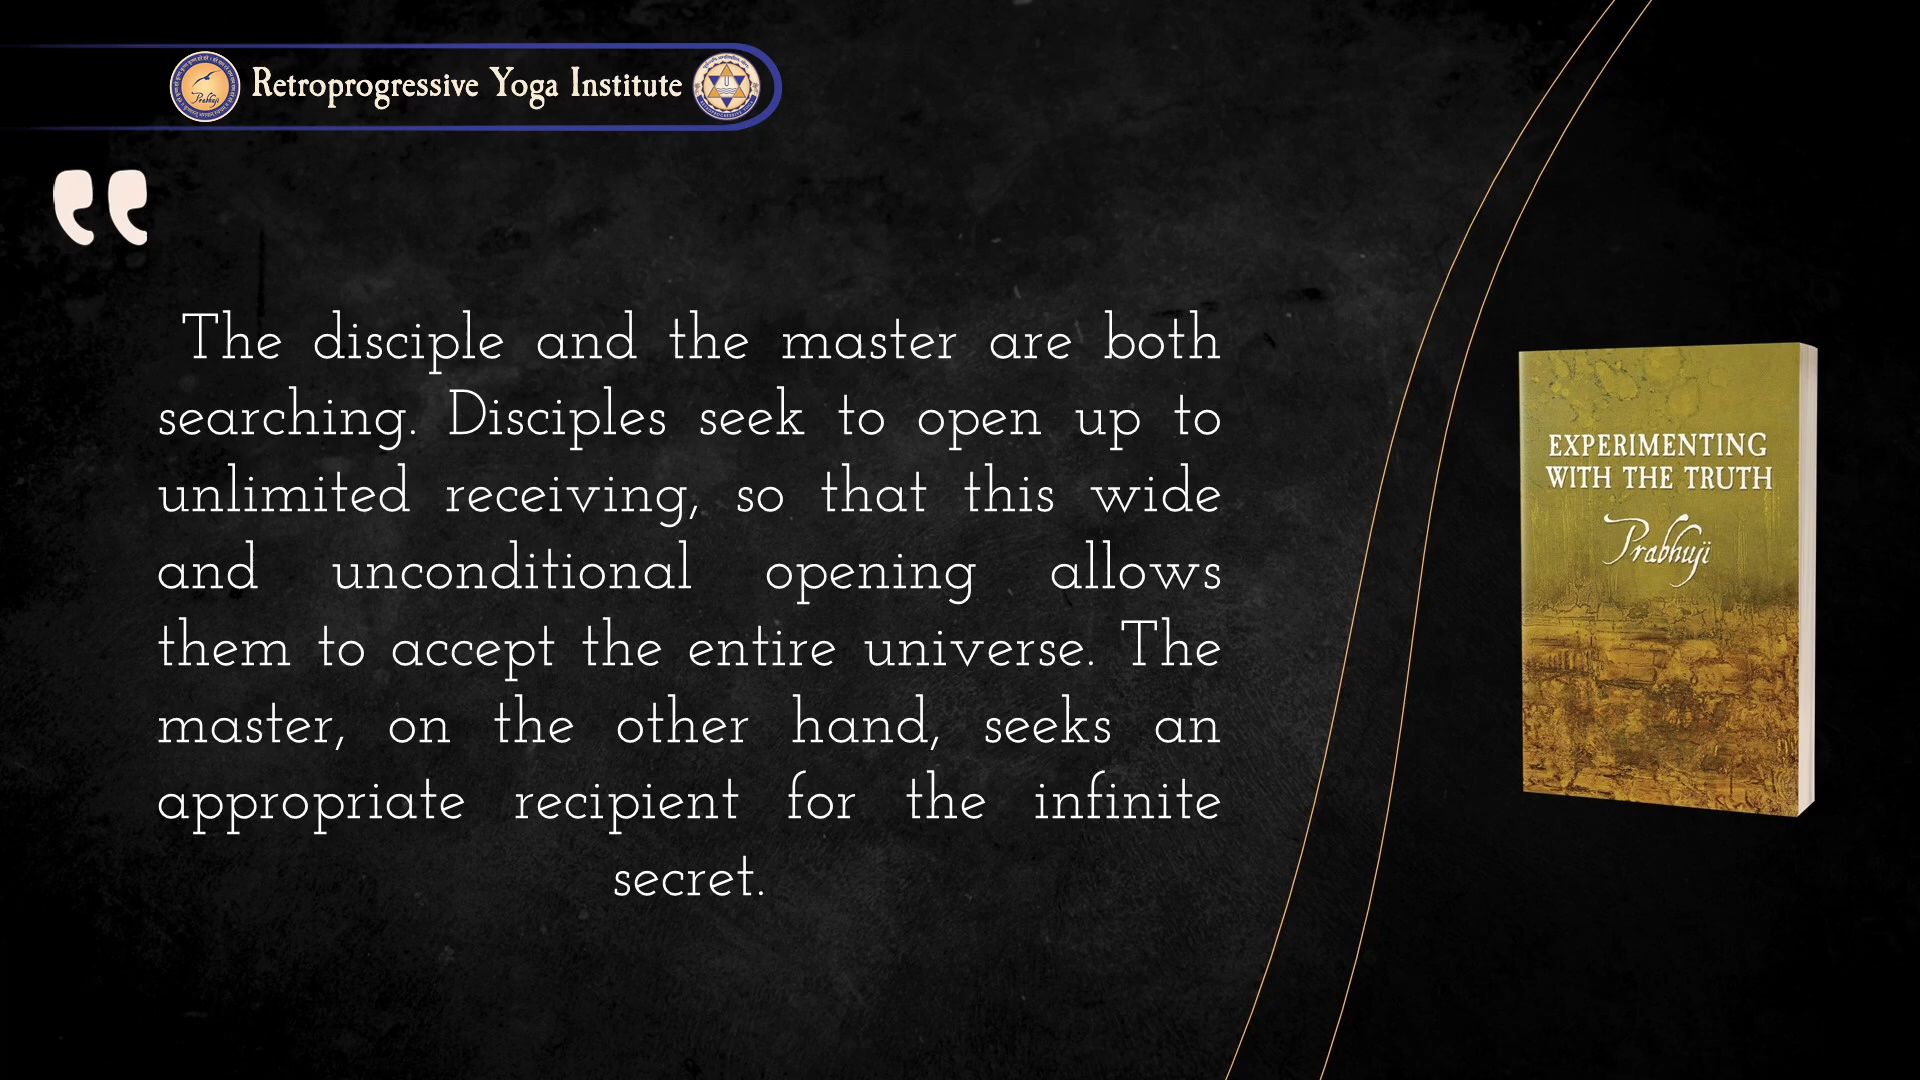 Retroprogressive Yoga Institute
Prabhuji
“
The disciple and the master are both
searching. Disciples seek to open up to
unlimited receiving, so that this wide
and unconditional opening allows
them to accept the entire universe. The
master, on the other hand, seeks an
appropriate recipient for the infinite
secret.
EXPERIMENTING
WITH THE TRUTH
Prabhuji